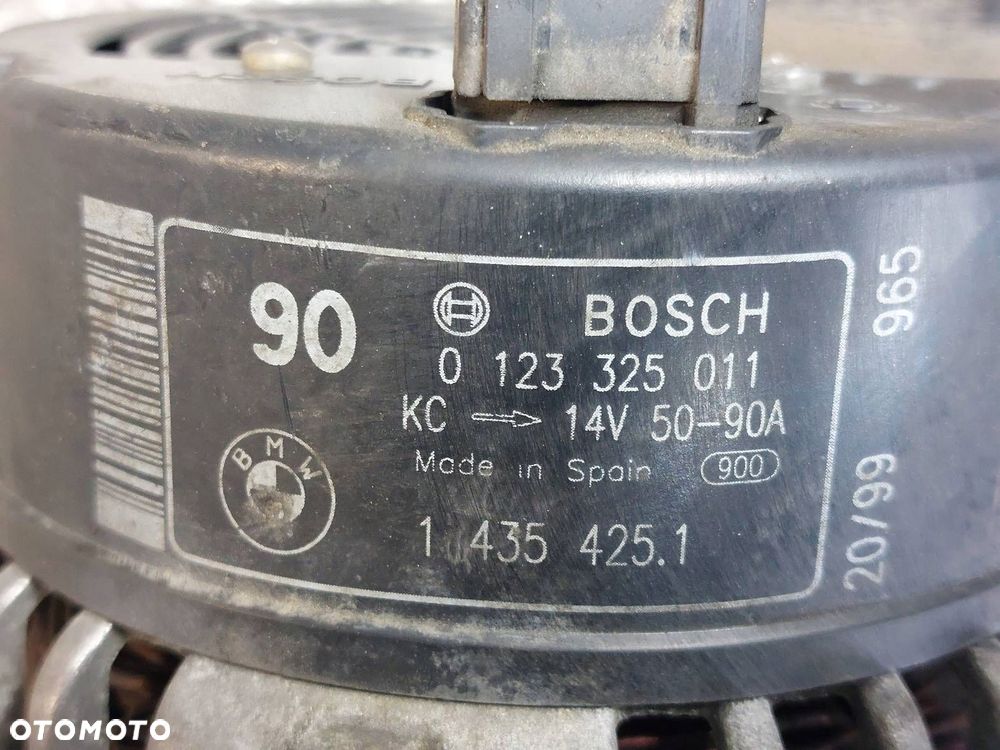 90
BOSCH
0 123 325 011
KC 14V 50-90A
Made in Spain 900
BMW
1 435 425.1
965
20/99
OTOMOTO